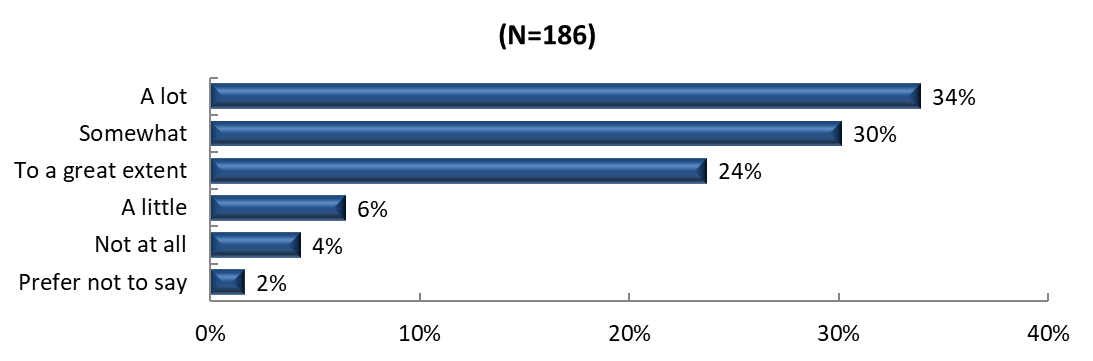 (N=186)
A lot 34%
Somewhat 30%
To a great extent 24%
A little 6%
Not at all 4%
Prefer not to say 2%
0% 10% 20% 30% 40%